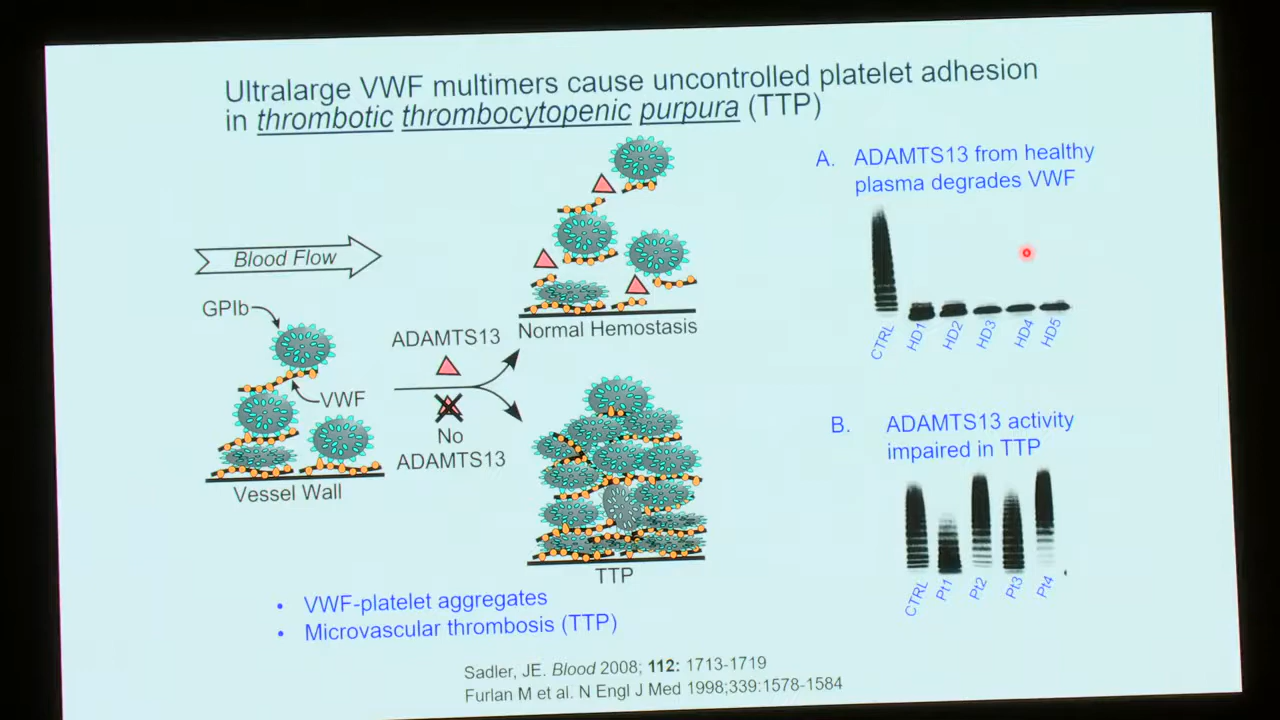 Ultralarge VWF multimers cause uncontrolled platelet adhesion
in thrombotic thrombocytopenic purpura (TTP)
Blood Flow
GPIb
VWF
Vessel Wall
ADAMTS13
No
ADAMTS13
Normal Hemostasis
TTP
• VWF-platelet aggregates
• Microvascular thrombosis (TTP)
A. ADAMTS13 from healthy
plasma degrades VWF
CTRL HD1 HD2 HD3 HD4 HD5
B. ADAMTS13 activity
impaired in TTP
CTRL Pt1 Pt2 Pt3 Pt4
Sadler, JE. Blood 2008; 112: 1713-1719
Furlan M et al. N Engl J Med 1998;339:1578-1584